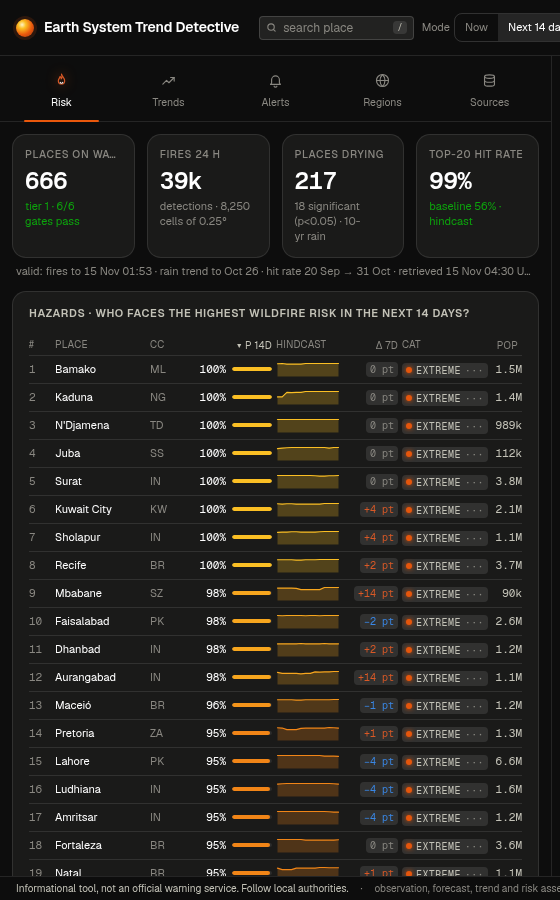 Earth System Trend Detective search place / Mode Now Next 14 da
Risk Trends Alerts Regions Sources
PLACES ON WA… FIRES 24 H PLACES DRYING TOP-20 HIT RATE
666 39k 217 99%
tier 1 · 6/6 detections · 8,250 18 significant baseline 56% ·
gates pass cells of 0.25° (p<0.05) · 10- hindcast
yr rain
valid: fires to 15 Nov 01:53 · rain trend to Oct 26 · hit rate 20 Sep → 31 Oct · retrieved 15 Nov 04:30 U…
HAZARDS · WHO FACES THE HIGHEST WILDFIRE RISK IN THE NEXT 14 DAYS?
# PLACE CC ▾ P 14D HINDCAST Δ 7D CAT POP
1 Bamako ML 100% 0 pt EXTREME ··· 1.5M
2 Kaduna NG 100% 0 pt EXTREME ··· 1.4M
3 N'Djamena TD 100% 0 pt EXTREME ··· 989k
4 Juba SS 100% 0 pt EXTREME ··· 112k
5 Surat IN 100% 0 pt EXTREME ··· 3.8M
6 Kuwait City KW 100% +4 pt EXTREME ··· 2.1M
7 Sholapur IN 100% +4 pt EXTREME ··· 1.1M
8 Recife BR 100% +2 pt EXTREME ··· 3.7M
9 Mbabane SZ 98% +14 pt EXTREME ··· 90k
10 Faisalabad PK 98% −2 pt EXTREME ··· 2.6M
11 Dhanbad IN 98% +2 pt EXTREME ··· 1.2M
12 Aurangabad IN 98% +14 pt EXTREME ··· 1.1M
13 Maceió BR 96% −1 pt EXTREME ··· 1.2M
14 Pretoria ZA 95% +1 pt EXTREME ··· 1.3M
15 Lahore PK 95% −4 pt EXTREME ··· 6.6M
16 Ludhiana IN 95% −4 pt EXTREME ··· 1.6M
17 Amritsar IN 95% −4 pt EXTREME ··· 1.2M
18 Fortaleza BR 95% 0 pt EXTREME ··· 3.6M
19 Natal BR 95% +1 pt EXTREME ··· 1.1M
Informational tool, not an official warning service. Follow local authorities. · observation, forecast, trend and risk asse